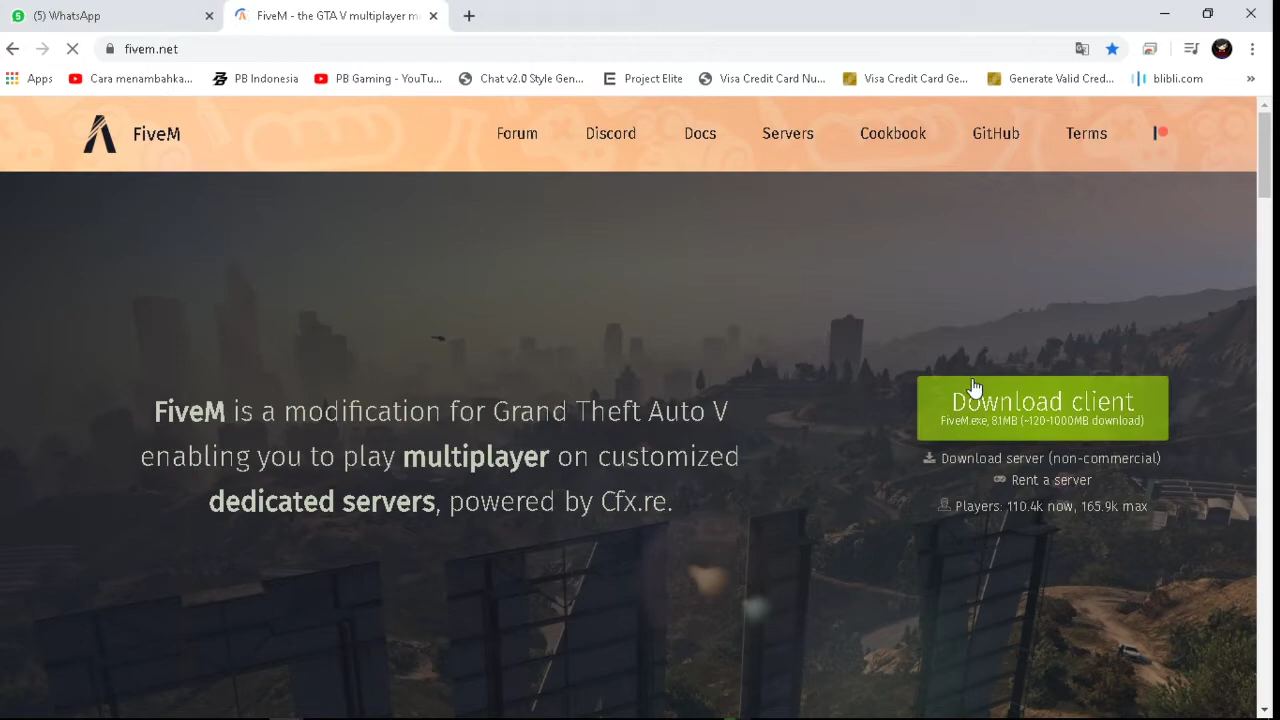 (5) WhatsApp
FiveM - the GTA V multiplayer m
fivem.net
Apps
Cara menambahka...
PB Indonesia
PB Gaming - YouTu...
Chat v2.0 Style Gen...
Project Elite
Visa Credit Card Nu...
Visa Credit Card Ge...
Generate Valid Cred...
blibli.com
»
FiveM
Forum
Discord
Docs
Servers
Cookbook
GitHub
Terms
FiveM is a modification for Grand Theft Auto V
enabling you to play multiplayer on customized
dedicated servers, powered by Cfx.re.
Download client
FiveM.exe, 81MB (~120-1000MB download)
Download server (non-commercial)
Rent a server
Players: 110.4k now, 165.9k max